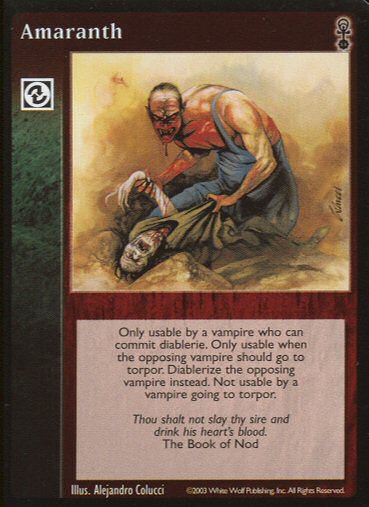 Amaranth
Only usable by a vampire who can
commit diablerie. Only usable when
the opposing vampire should go to
torpor. Diablerize the opposing
vampire instead. Not usable by a
vampire going to torpor.
Thou shalt not slay thy sire and
drink his heart's blood.
The Book of Nod
Illus. Alejandro Colucci ©2003 White Wolf Publishing, Inc. All Rights Reserved.